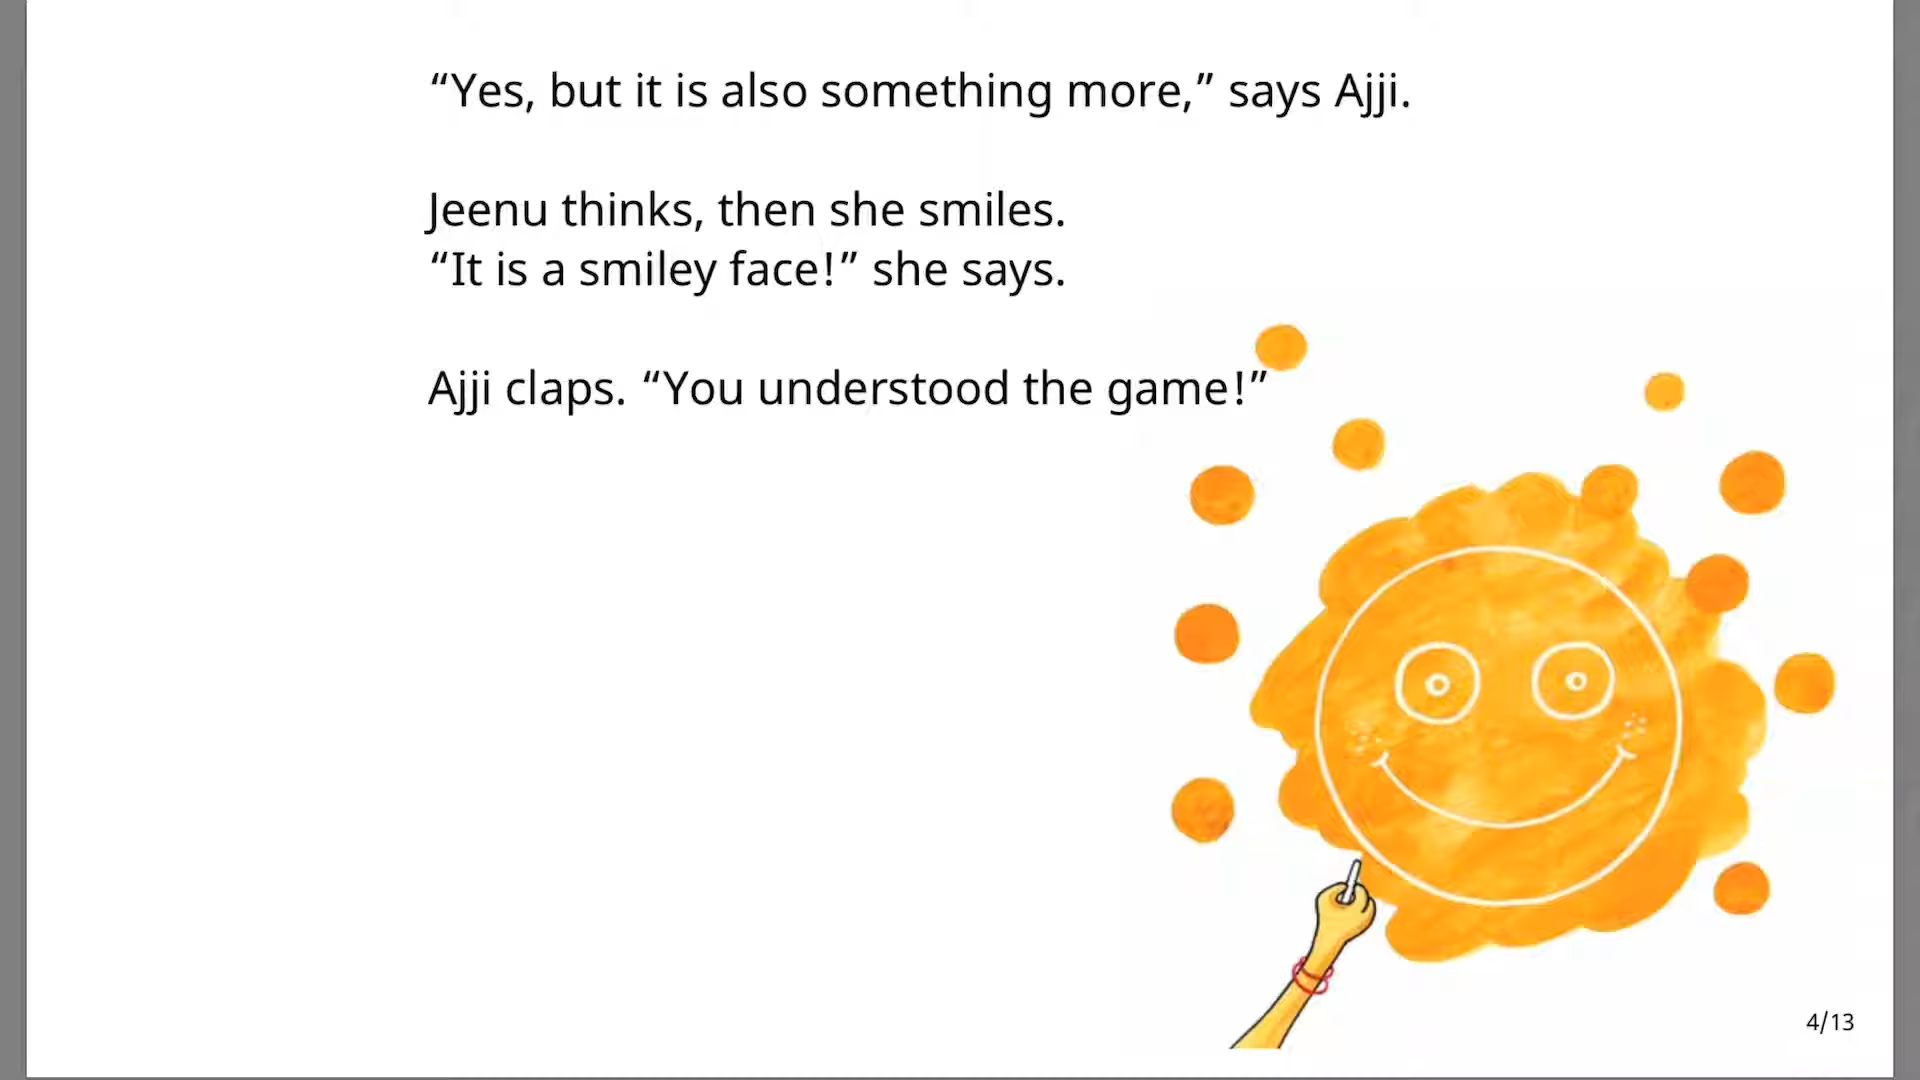 “Yes, but it is also something more,” says Ajji.
Jeenu thinks, then she smiles.
“It is a smiley face!” she says.
Ajji claps. “You understood the game!”
4/13